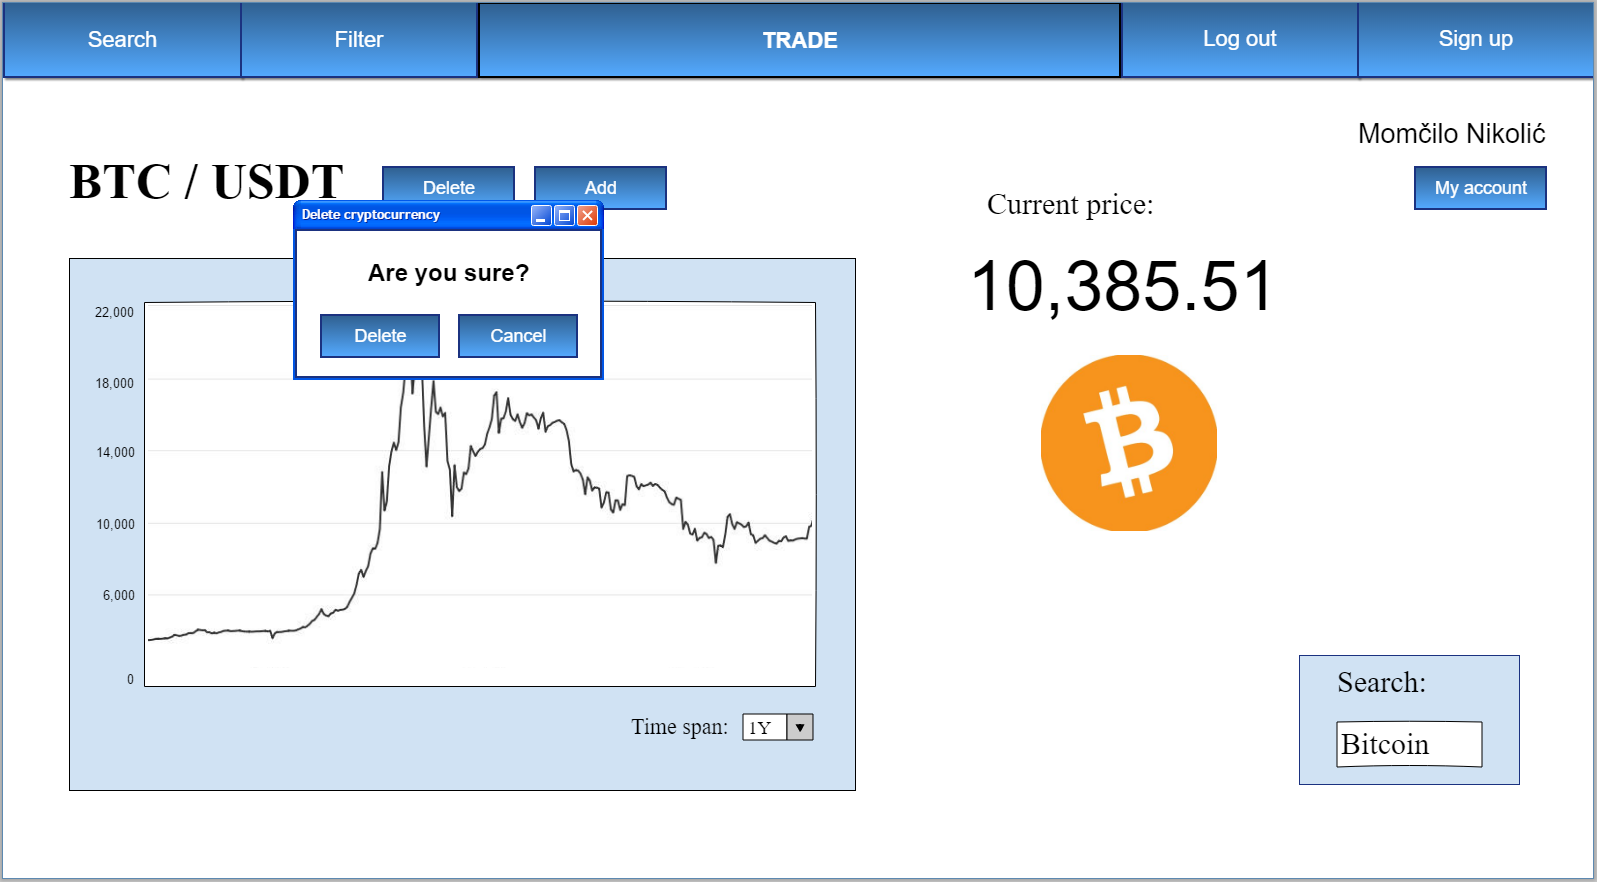 Search
Filter
TRADE
Log out
Sign up
Momčilo Nikolić
My account
BTC / USDT
Delete
Add
Current price:
10,385.51
Delete cryptocurrency
Are you sure?
Delete
Cancel
22,000
18,000
14,000
10,000
6,000
0
Time span:
1Y
Search:
Bitcoin